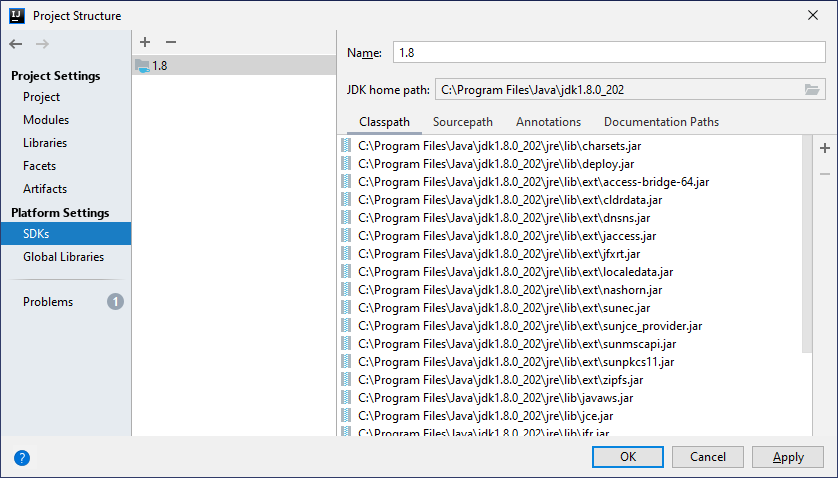 IJ Project Structure
Project Settings
Project
Modules
Libraries
Facets
Artifacts
Platform Settings
SDKs
Global Libraries
Problems 1
1.8
Name: 1.8
JDK home path: C:\Program Files\Java\jdk1.8.0_202
Classpath Sourcepath Annotations Documentation Paths
C:\Program Files\Java\jdk1.8.0_202\jre\lib\charsets.jar
C:\Program Files\Java\jdk1.8.0_202\jre\lib\deploy.jar
C:\Program Files\Java\jdk1.8.0_202\jre\lib\ext\access-bridge-64.jar
C:\Program Files\Java\jdk1.8.0_202\jre\lib\ext\cldrdata.jar
C:\Program Files\Java\jdk1.8.0_202\jre\lib\ext\dnsns.jar
C:\Program Files\Java\jdk1.8.0_202\jre\lib\ext\jaccess.jar
C:\Program Files\Java\jdk1.8.0_202\jre\lib\ext\jfxrt.jar
C:\Program Files\Java\jdk1.8.0_202\jre\lib\ext\localedata.jar
C:\Program Files\Java\jdk1.8.0_202\jre\lib\ext\nashorn.jar
C:\Program Files\Java\jdk1.8.0_202\jre\lib\ext\sunec.jar
C:\Program Files\Java\jdk1.8.0_202\jre\lib\ext\sunjce_provider.jar
C:\Program Files\Java\jdk1.8.0_202\jre\lib\ext\sunmscapi.jar
C:\Program Files\Java\jdk1.8.0_202\jre\lib\ext\sunpkcs11.jar
C:\Program Files\Java\jdk1.8.0_202\jre\lib\ext\zipfs.jar
C:\Program Files\Java\jdk1.8.0_202\jre\lib\javaws.jar
C:\Program Files\Java\jdk1.8.0_202\jre\lib\jce.jar
C:\Program Files\Java\jdk1.8.0_202\jre\lib\jfr.jar
? OK Cancel Apply